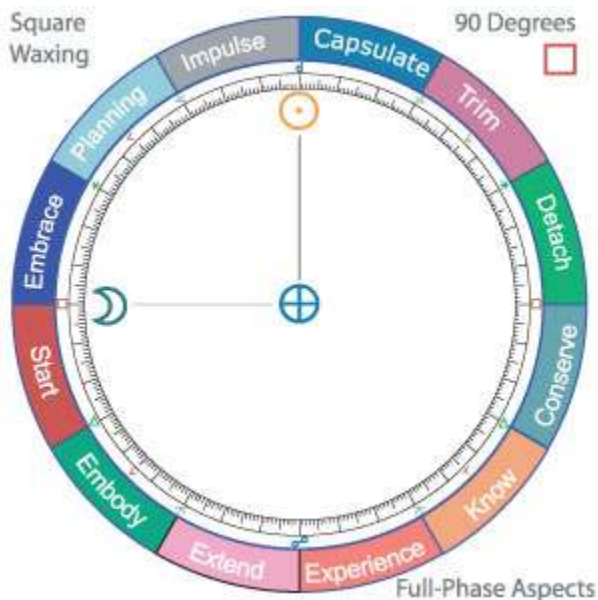 Square
Waxing
90 Degrees
Impulse
Capsulate
Planning
Trim
Embrace
Detach
Start
Conserve
Embody
Know
Extend
Experience
Full-Phase Aspects